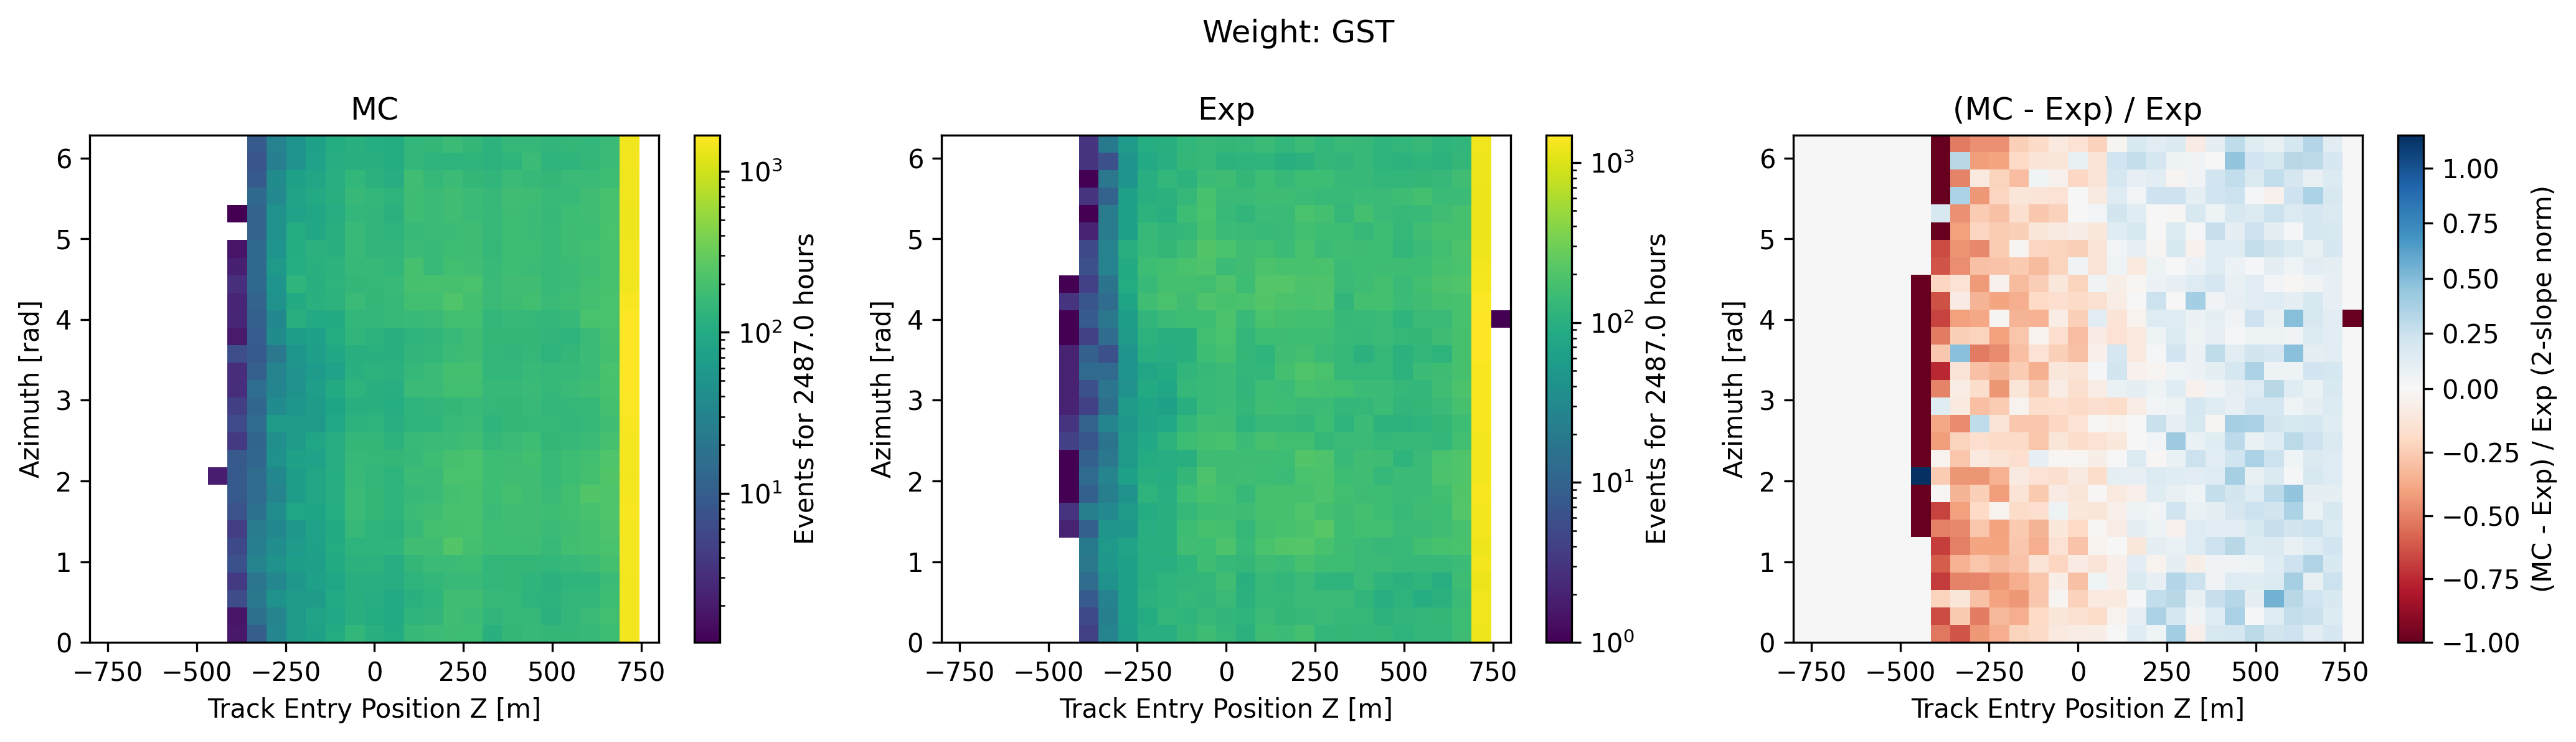 Weight: GST
MC
Azimuth [rad]
6
5
4
3
2
1
0
−750 −500 −250 0 250 500 750
Track Entry Position Z [m]
10³
10²
10¹
Events for 2487.0 hours
Exp
Azimuth [rad]
6
5
4
3
2
1
0
−750 −500 −250 0 250 500 750
Track Entry Position Z [m]
10³
10²
10¹
10⁰
Events for 2487.0 hours
(MC - Exp) / Exp
Azimuth [rad]
6
5
4
3
2
1
0
−750 −500 −250 0 250 500 750
Track Entry Position Z [m]
1.00
0.75
0.50
0.25
0.00
−0.25
−0.50
−0.75
−1.00
(MC - Exp) / Exp (2-slope norm)